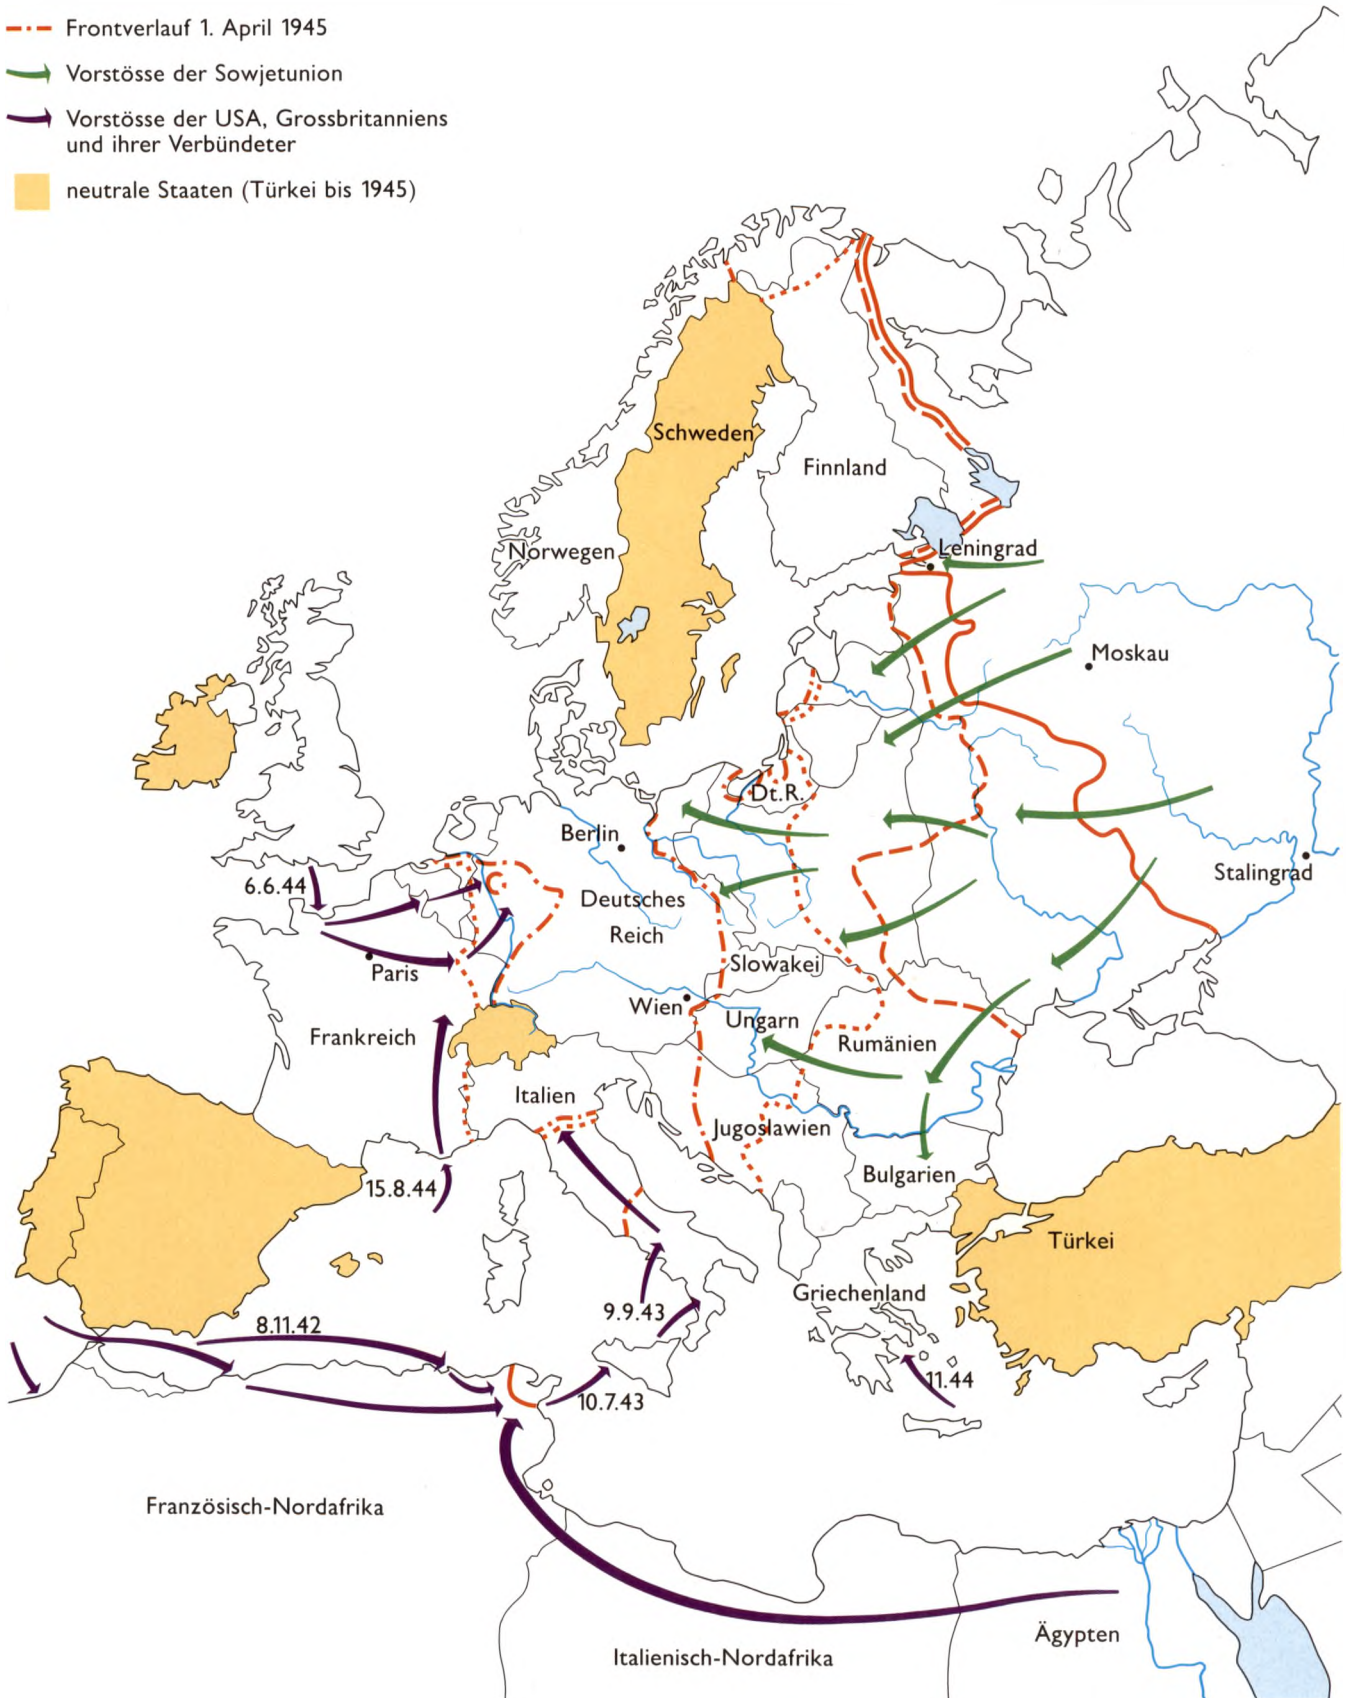 Frontverlauf 1. April 1945
Vorstösse der Sowjetunion
Vorstösse der USA, Grossbritanniens
und ihrer Verbündeter
neutrale Staaten (Türkei bis 1945)
Schweden
Finnland
Norwegen
Leningrad
Moskau
Dt.R.
Berlin
Stalingrad
6.6.44
Deutsches
Reich
Paris
Slowakei
Wien
Ungarn
Frankreich
Rumänien
Italien
Jugoslawien
15.8.44
Bulgarien
Türkei
Griechenland
9.9.43
8.11.42
11.44
10.7.43
Französisch-Nordafrika
Ägypten
Italienisch-Nordafrika